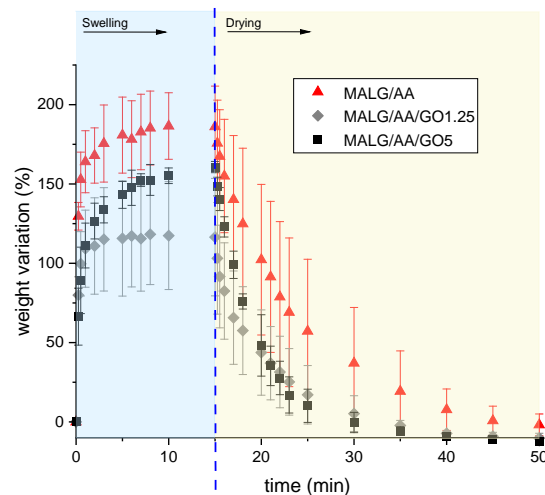 Swelling
Drying
MALG/AA
MALG/AA/GO1.25
MALG/AA/GO5
weight variation (%)
200
150
100
50
0
0
10
20
30
40
50
time (min)